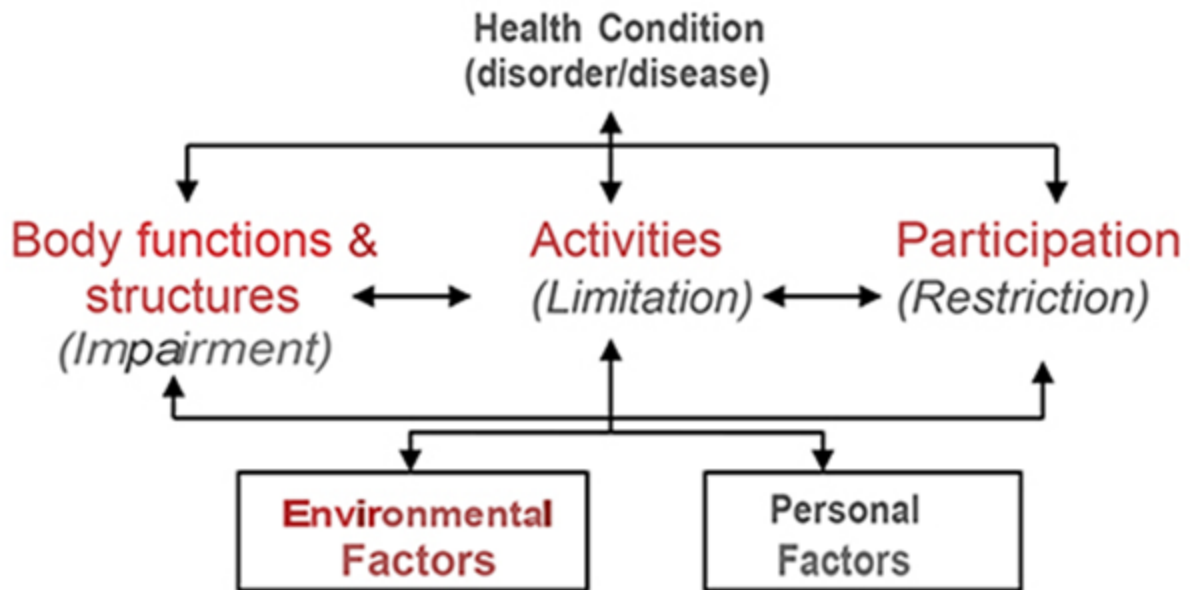 Health Condition
(disorder/disease)
Body functions &
structures
(Impairment)
Activities
(Limitation)
Participation
(Restriction)
Environmental
Factors
Personal
Factors